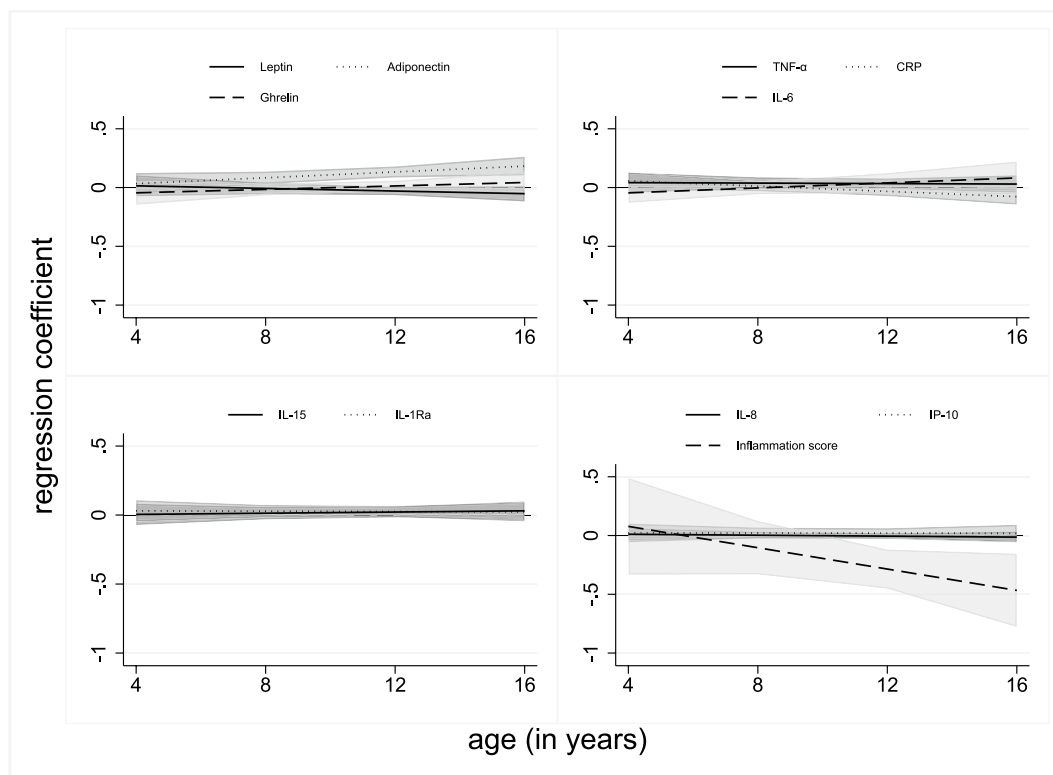 Leptin Adiponectin
Ghrelin
.5
0
-.5
-1
4 8 12 16
TNF-α CRP
IL-6
.5
0
-.5
-1
4 8 12 16
IL-15 IL-1Ra
.5
0
-.5
-1
4 8 12 16
IL-8 IP-10
Inflammation score
.5
0
-.5
-1
4 8 12 16
regression coefficient
age (in years)